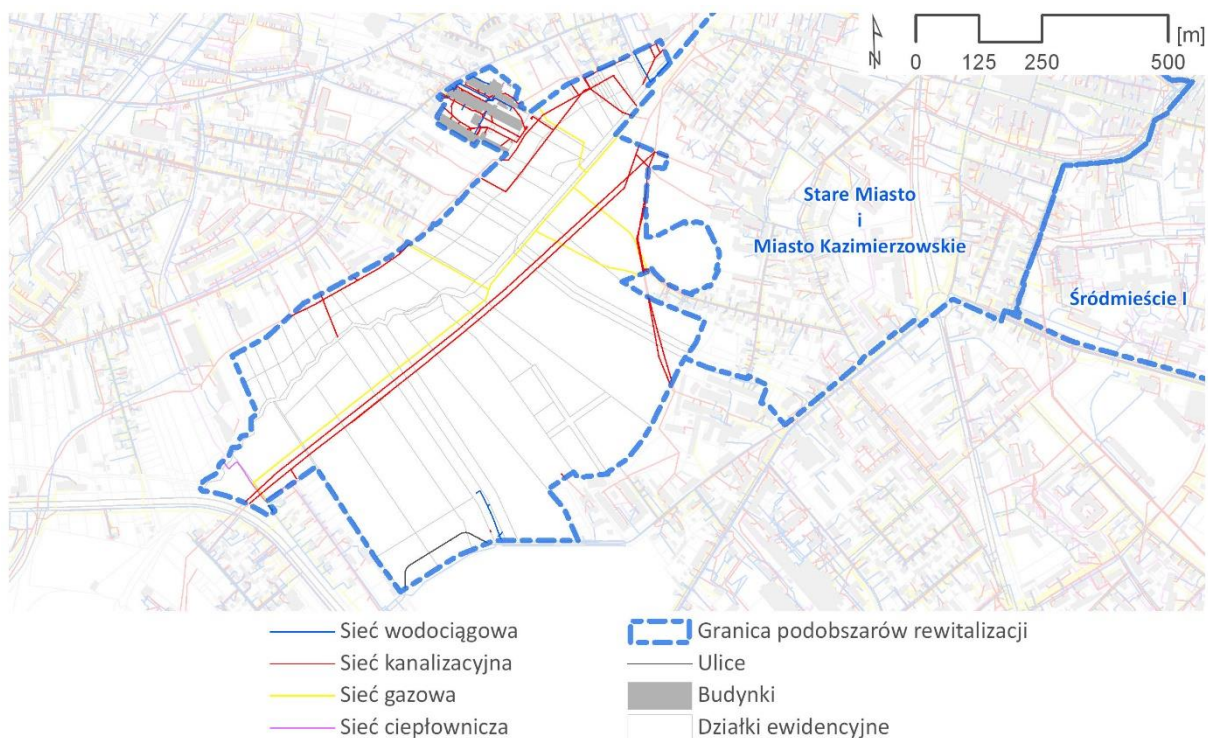 [m]
0 125 250 500
Stare Miasto
i
Miasto Kazimierzowskie
Śródmieście I
Sieć wodociągowa
Sieć kanalizacyjna
Sieć gazowa
Sieć ciepłownicza
Granica podobszarów rewitalizacji
Ulice
Budynki
Działki ewidencyjne